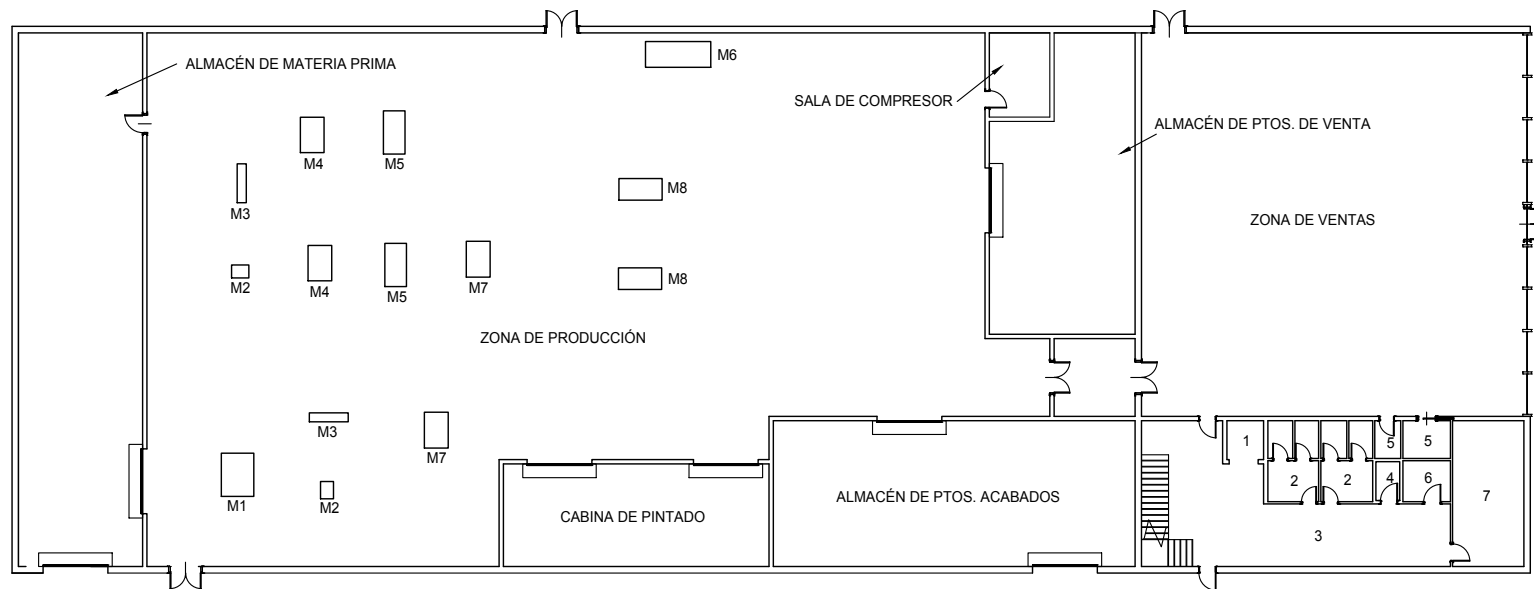 M6
ALMACÉN DE MATERIA PRIMA
SALA DE COMPRESOR
ALMACÉN DE PTOS. DE VENTA
M4
M5
M8
M3
ZONA DE VENTAS
M2
M4
M5
M7
M8
ZONA DE PRODUCCIÓN
M3
M7
1
5
5
2
2
4
6
7
M1
M2
CABINA DE PINTADO
ALMACÉN DE PTOS. ACABADOS
3